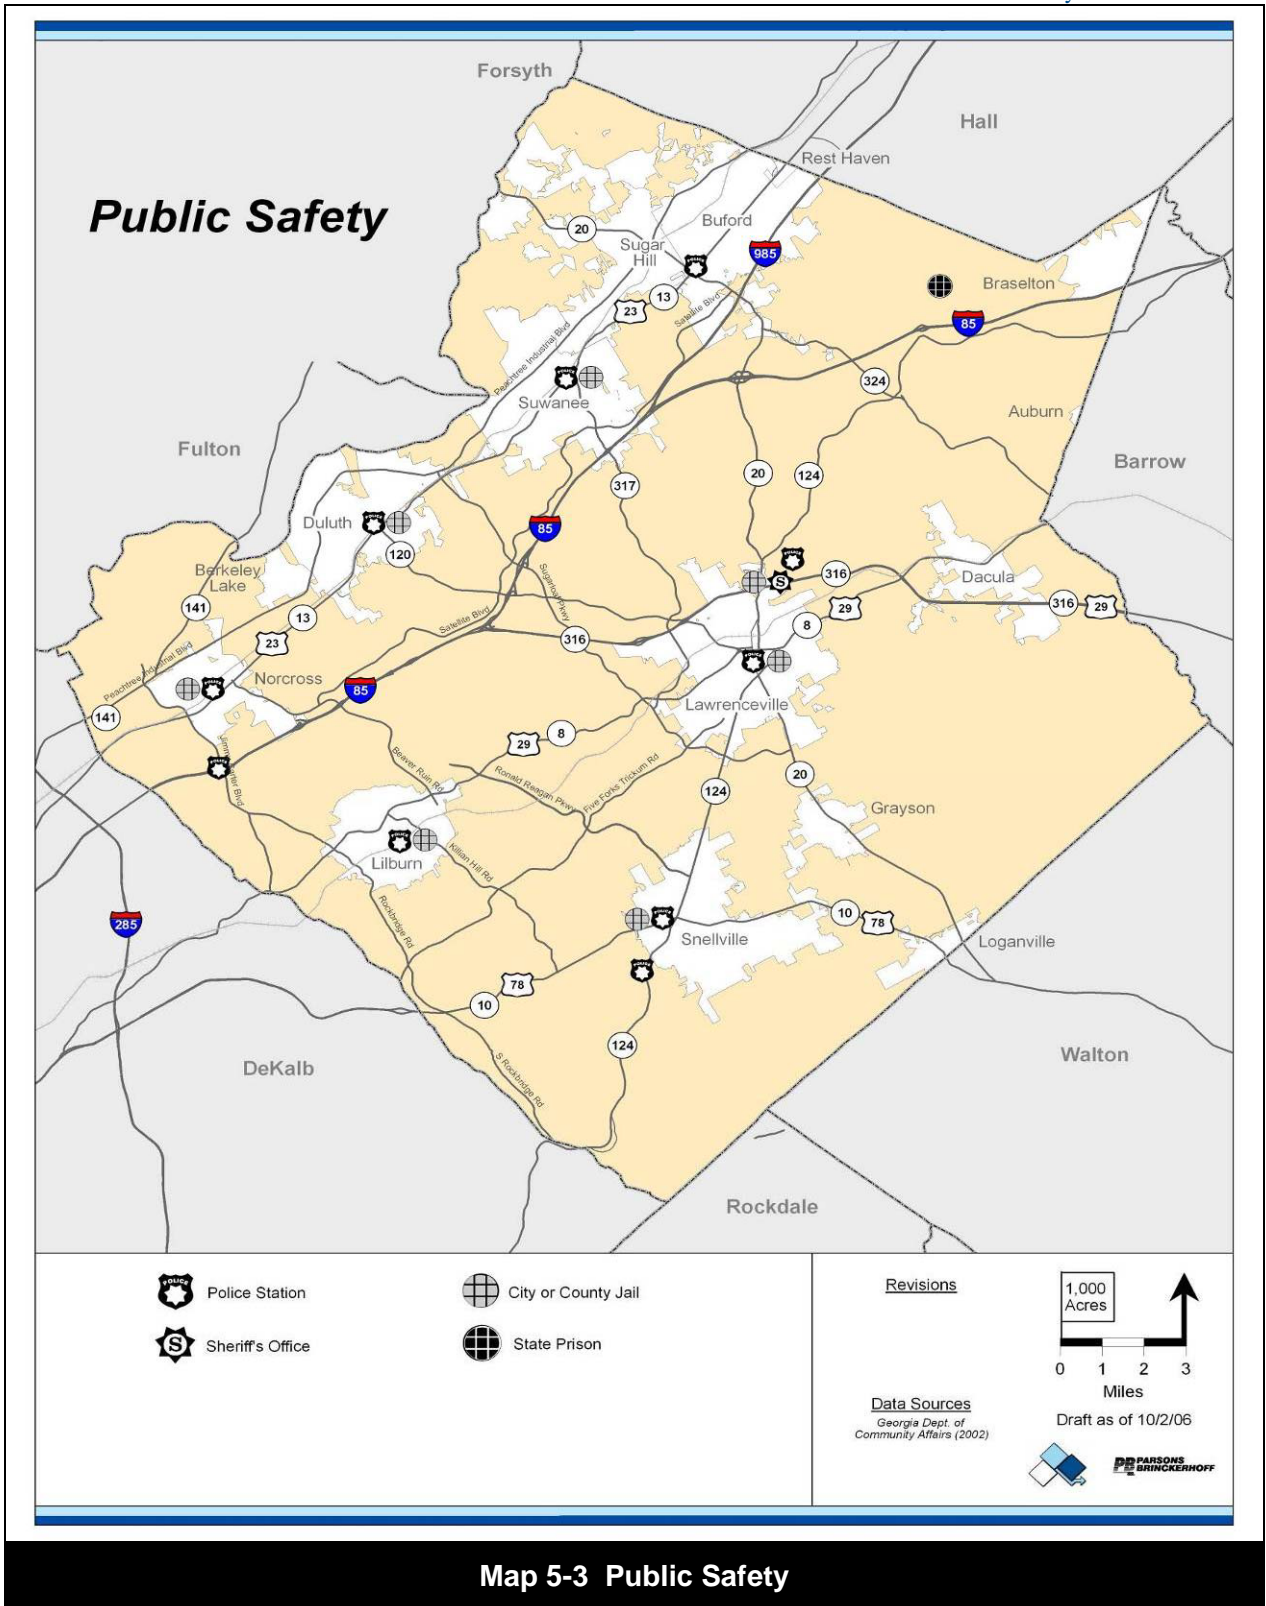 Public Safety
Forsyth
Hall
Rest Haven
Buford
20
Sugar
Hill
985
13
23
Satellite Blvd
Braselton
85
Peachtree Industrial Blvd
POLICE
Suwanee
324
Auburn
Fulton
Barrow
317
20
124
Duluth
120
85
Berkeley
Lake
141
Sugarloaf Pkwy
S
316
Dacula
316
29
29
8
13
23
Satellite Blvd
316
Peachtree Industrial Blvd
Norcross
85
141
Lawrenceville
29
8
Jimmy Carter Blvd
Beaver Ruin Rd
Ronald Reagan Pkwy
Five Forks Trickum Rd
124
20
Grayson
Lilburn
Killian Hill Rd
285
Rockbridge Rd
Snellville
10
78
Loganville
78
10
124
DeKalb
S Rockbridge Rd
Walton
Rockdale
POLICE
Police Station
City or County Jail
S
Sheriff's Office
State Prison
Revisions
1,000
Acres
0 1 2 3
Miles
Data Sources
Georgia Dept. of
Community Affairs (2002)
Draft as of 10/2/06
PB PARSONS
BRINCKERHOFF
Map 5-3 Public Safety